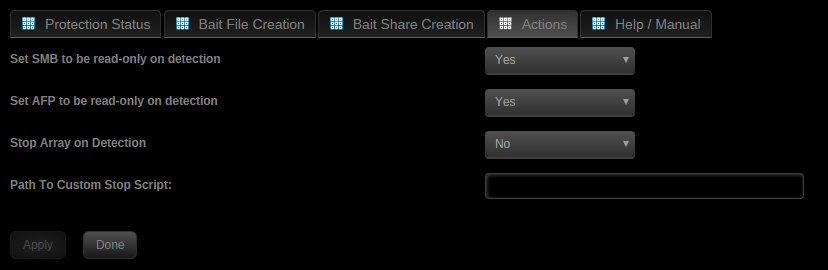 Protection Status Bait File Creation Bait Share Creation Actions Help / Manual
Set SMB to be read-only on detection Yes
Set AFP to be read-only on detection Yes
Stop Array on Detection No
Path To Custom Stop Script:
Apply Done